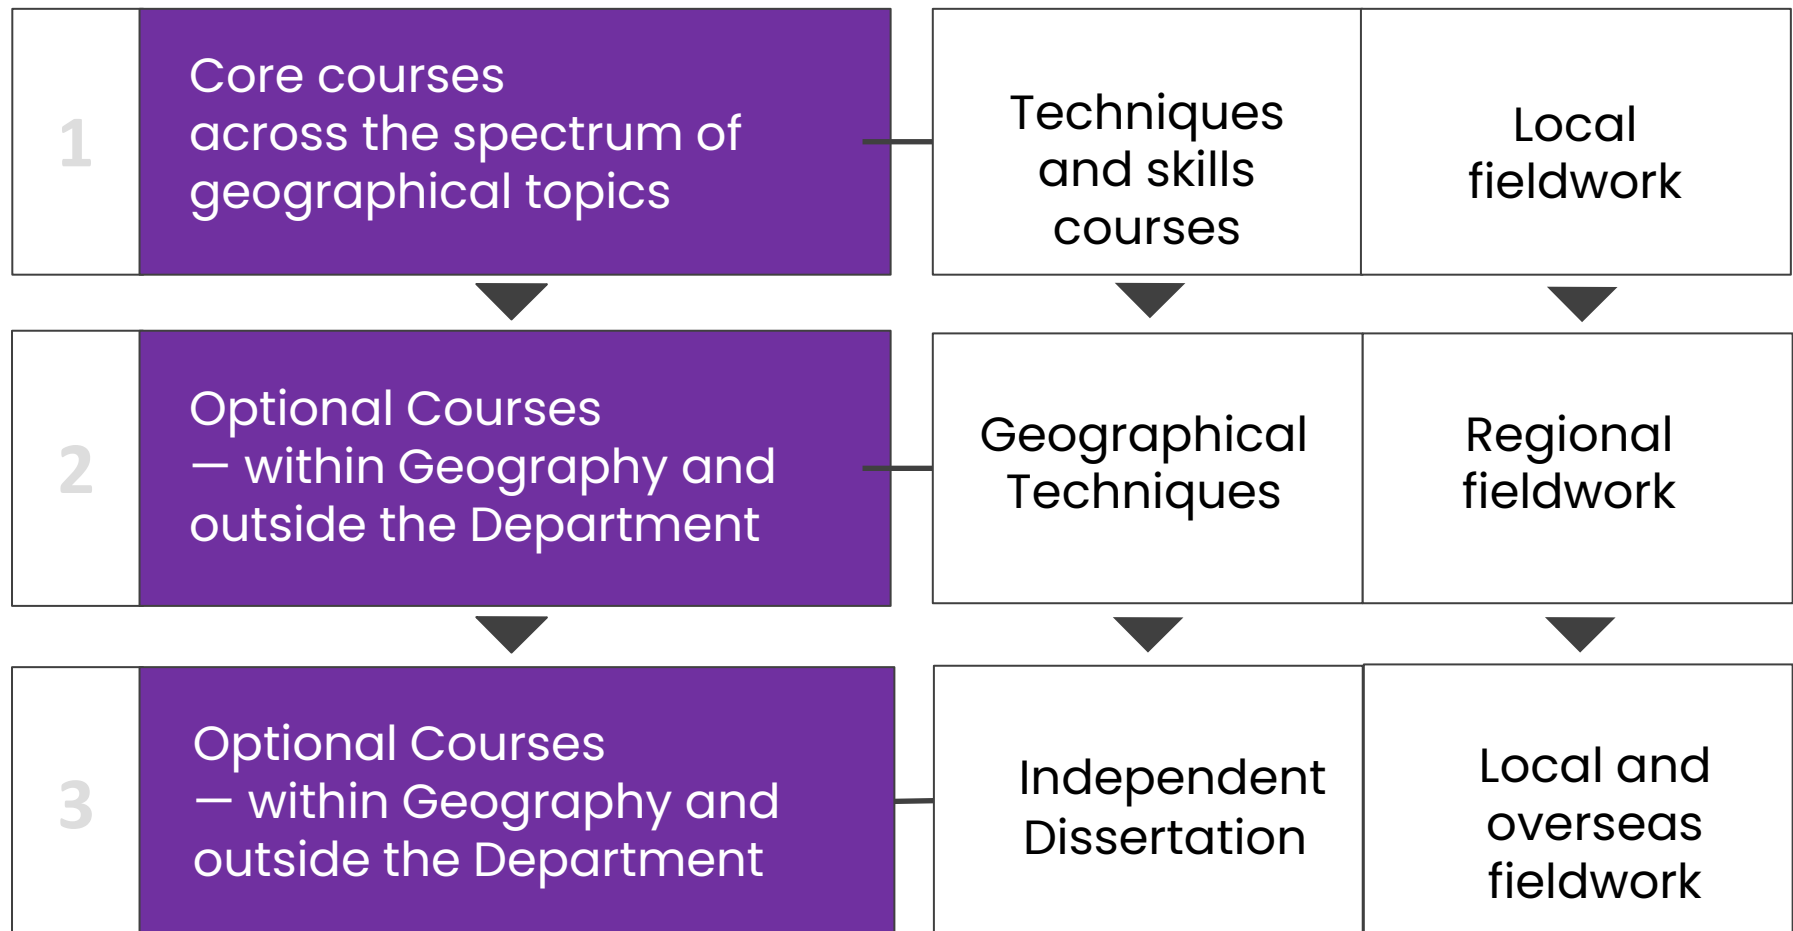 1
Core courses
across the spectrum of
geographical topics
Techniques
and skills
courses
Local
fieldwork
2
Optional Courses
— within Geography and
outside the Department
Geographical
Techniques
Regional
fieldwork
3
Optional Courses
— within Geography and
outside the Department
Independent
Dissertation
Local and
overseas
fieldwork